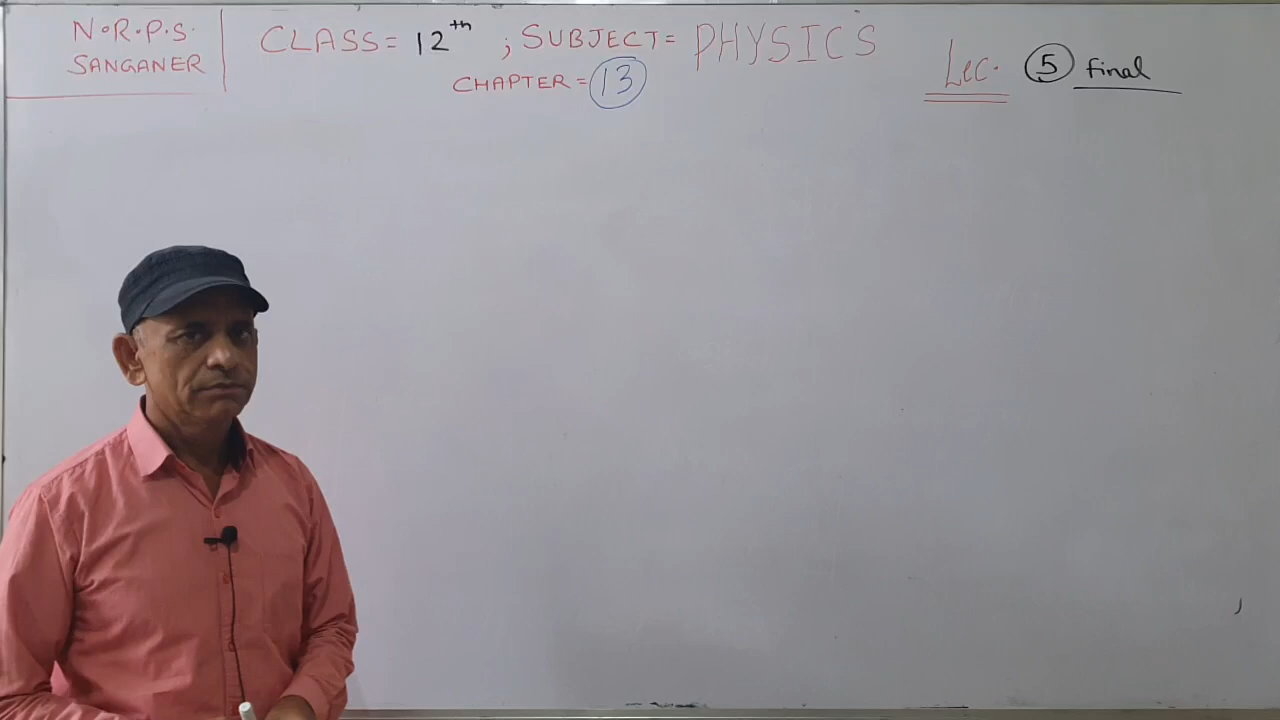 N.R.P.S.
SANGANER
CLASS = 12th ; SUBJECT = PHYSICS
CHAPTER = 13
Lec. 5 final